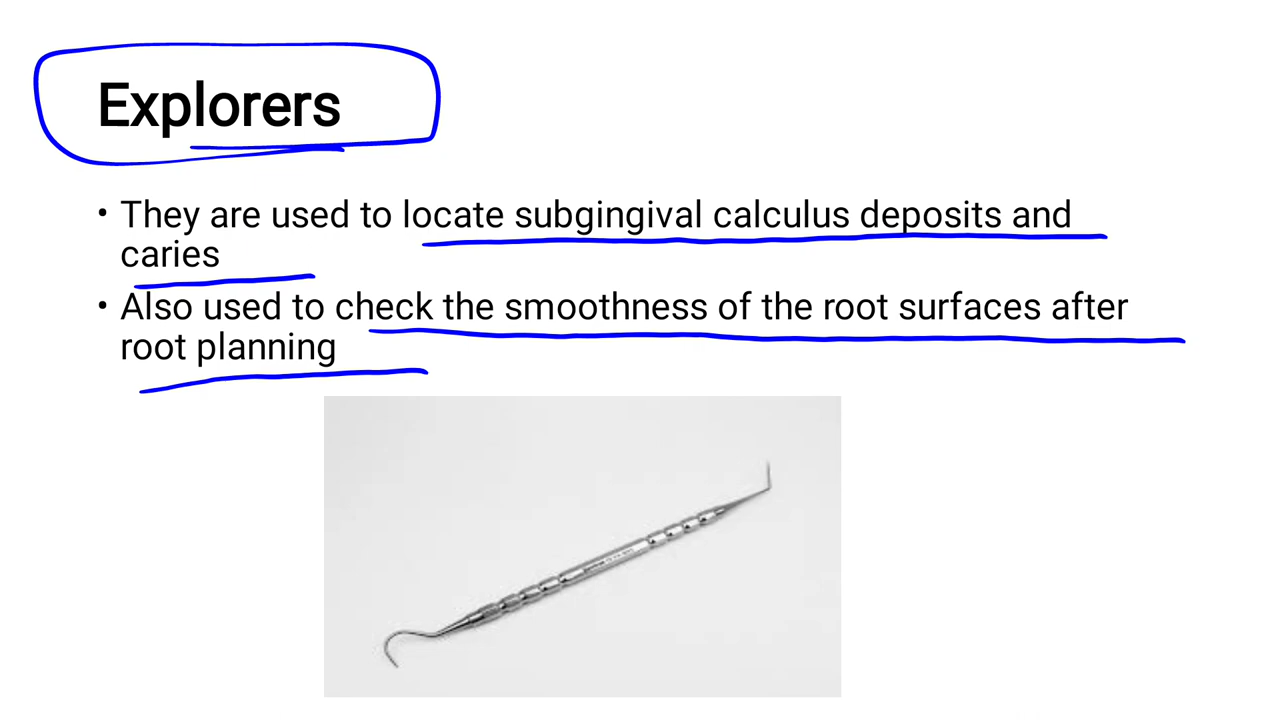 Explorers
• They are used to locate subgingival calculus deposits and
caries
• Also used to check the smoothness of the root surfaces after
root planning